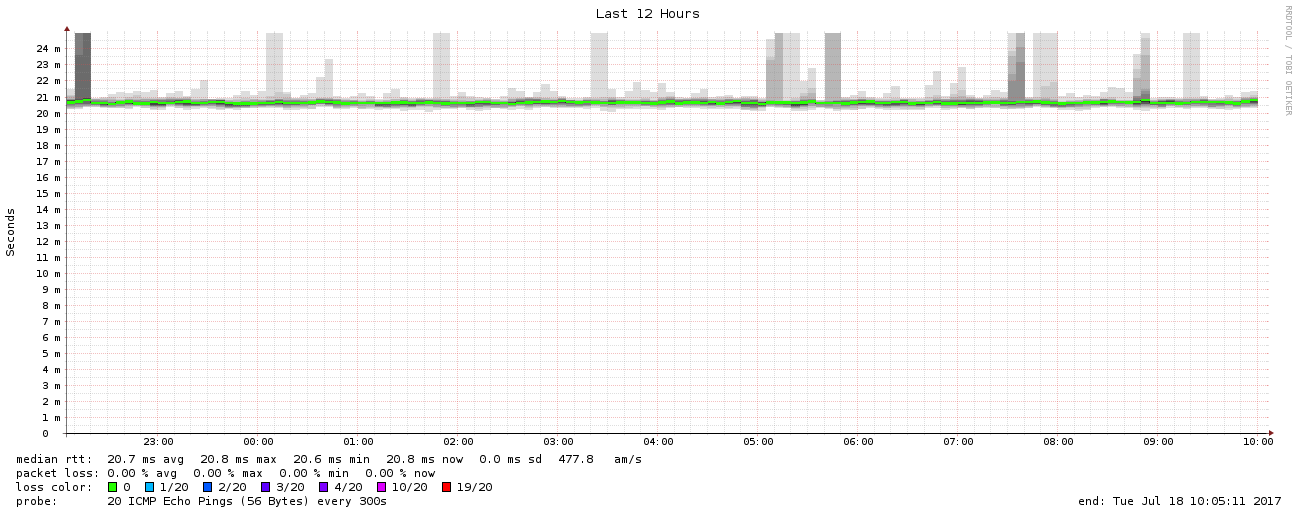 Last 12 Hours
RRDTOOL / TOBI OETIKER
24 m
23 m
22 m
21 m
20 m
19 m
18 m
17 m
16 m
15 m
14 m
13 m
12 m
11 m
10 m
9 m
8 m
7 m
6 m
5 m
4 m
3 m
2 m
1 m
0
Seconds
23:00 00:00 01:00 02:00 03:00 04:00 05:00 06:00 07:00 08:00 09:00 10:00
median rtt: 20.7 ms avg 20.8 ms max 20.6 ms min 20.8 ms now 0.0 ms sd 477.8 am/s
packet loss: 0.00 % avg 0.00 % max 0.00 % min 0.00 % now
loss color: 0 1/20 2/20 3/20 4/20 10/20 19/20
probe: 20 ICMP Echo Pings (56 Bytes) every 300s end: Tue Jul 18 10:05:11 2017